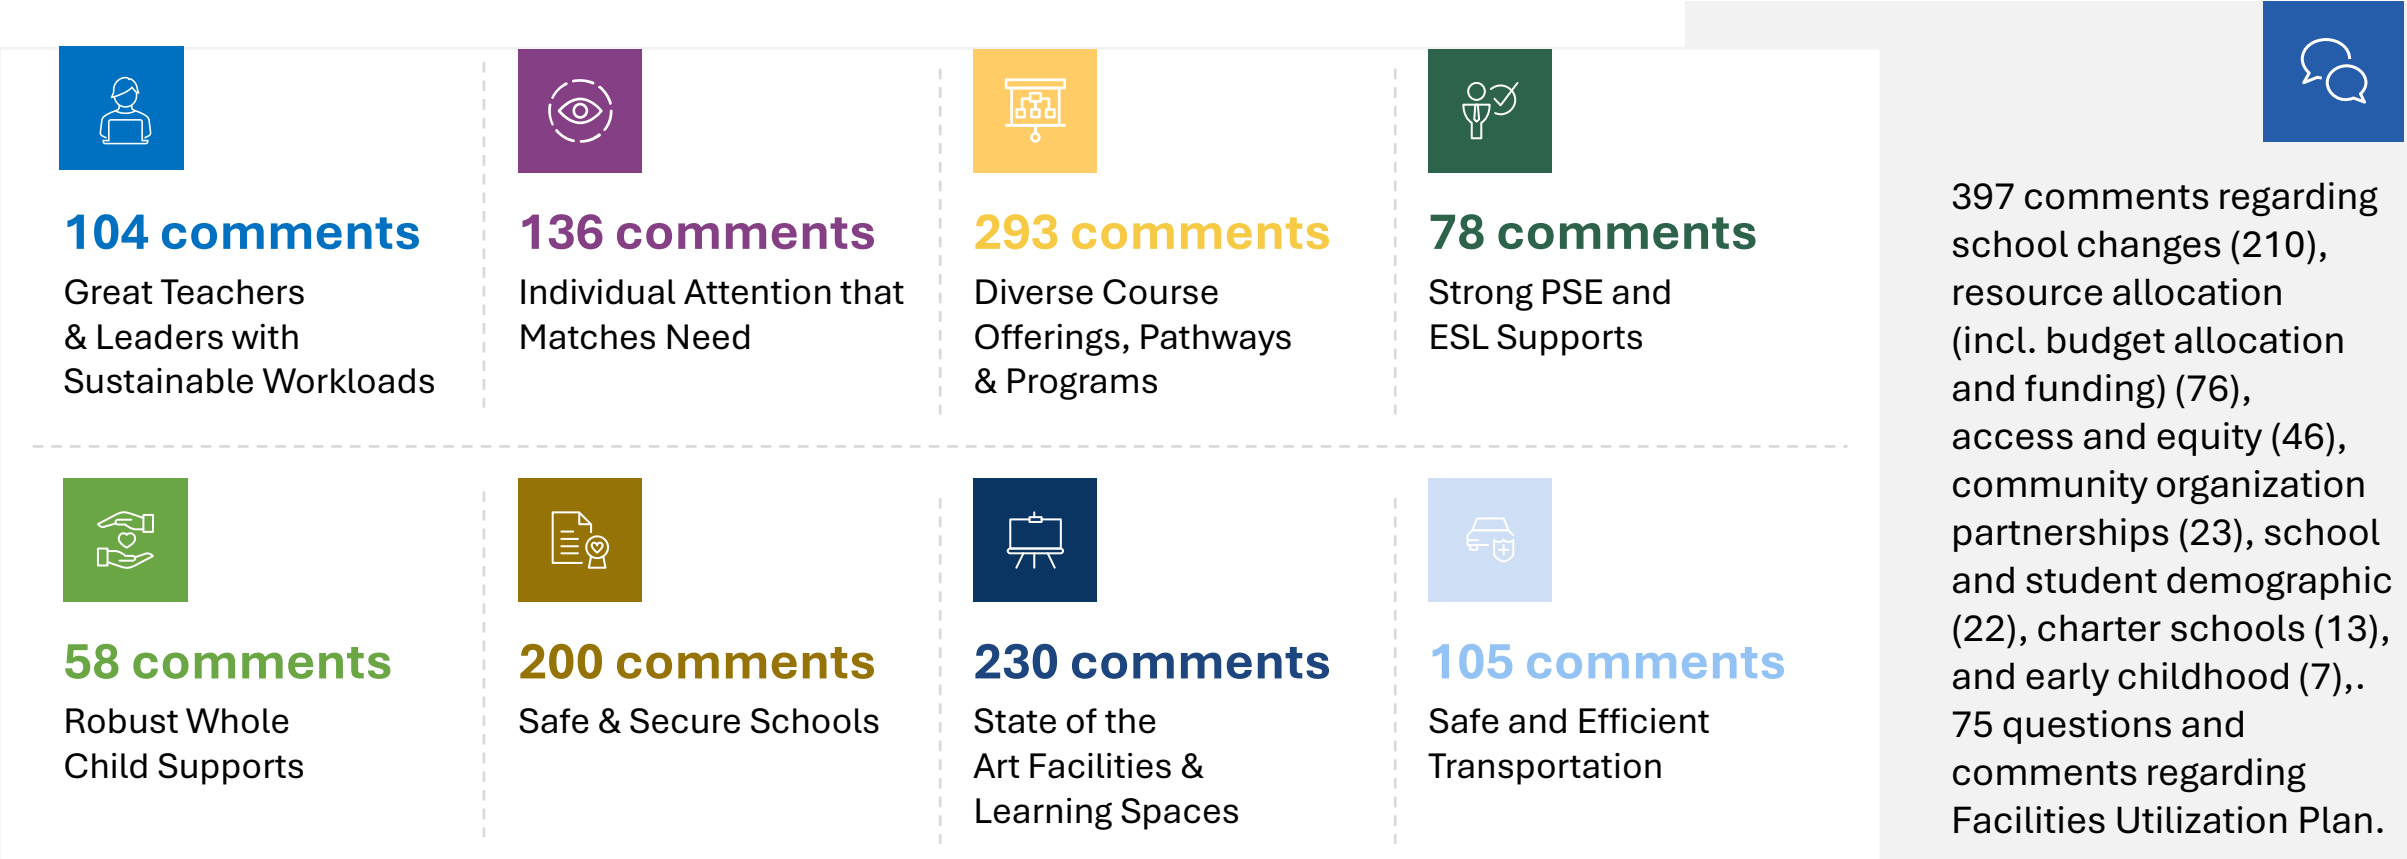 104 comments
Great Teachers
& Leaders with
Sustainable Workloads
136 comments
Individual Attention that
Matches Need
293 comments
Diverse Course
Offerings, Pathways
& Programs
78 comments
Strong PSE and
ESL Supports
58 comments
Robust Whole
Child Supports
200 comments
Safe & Secure Schools
230 comments
State of the
Art Facilities &
Learning Spaces
105 comments
Safe and Efficient
Transportation
397 comments regarding
school changes (210),
resource allocation
(incl. budget allocation
and funding) (76),
access and equity (46),
community organization
partnerships (23), school
and student demographic
(22), charter schools (13),
and early childhood (7),.
75 questions and
comments regarding
Facilities Utilization Plan.